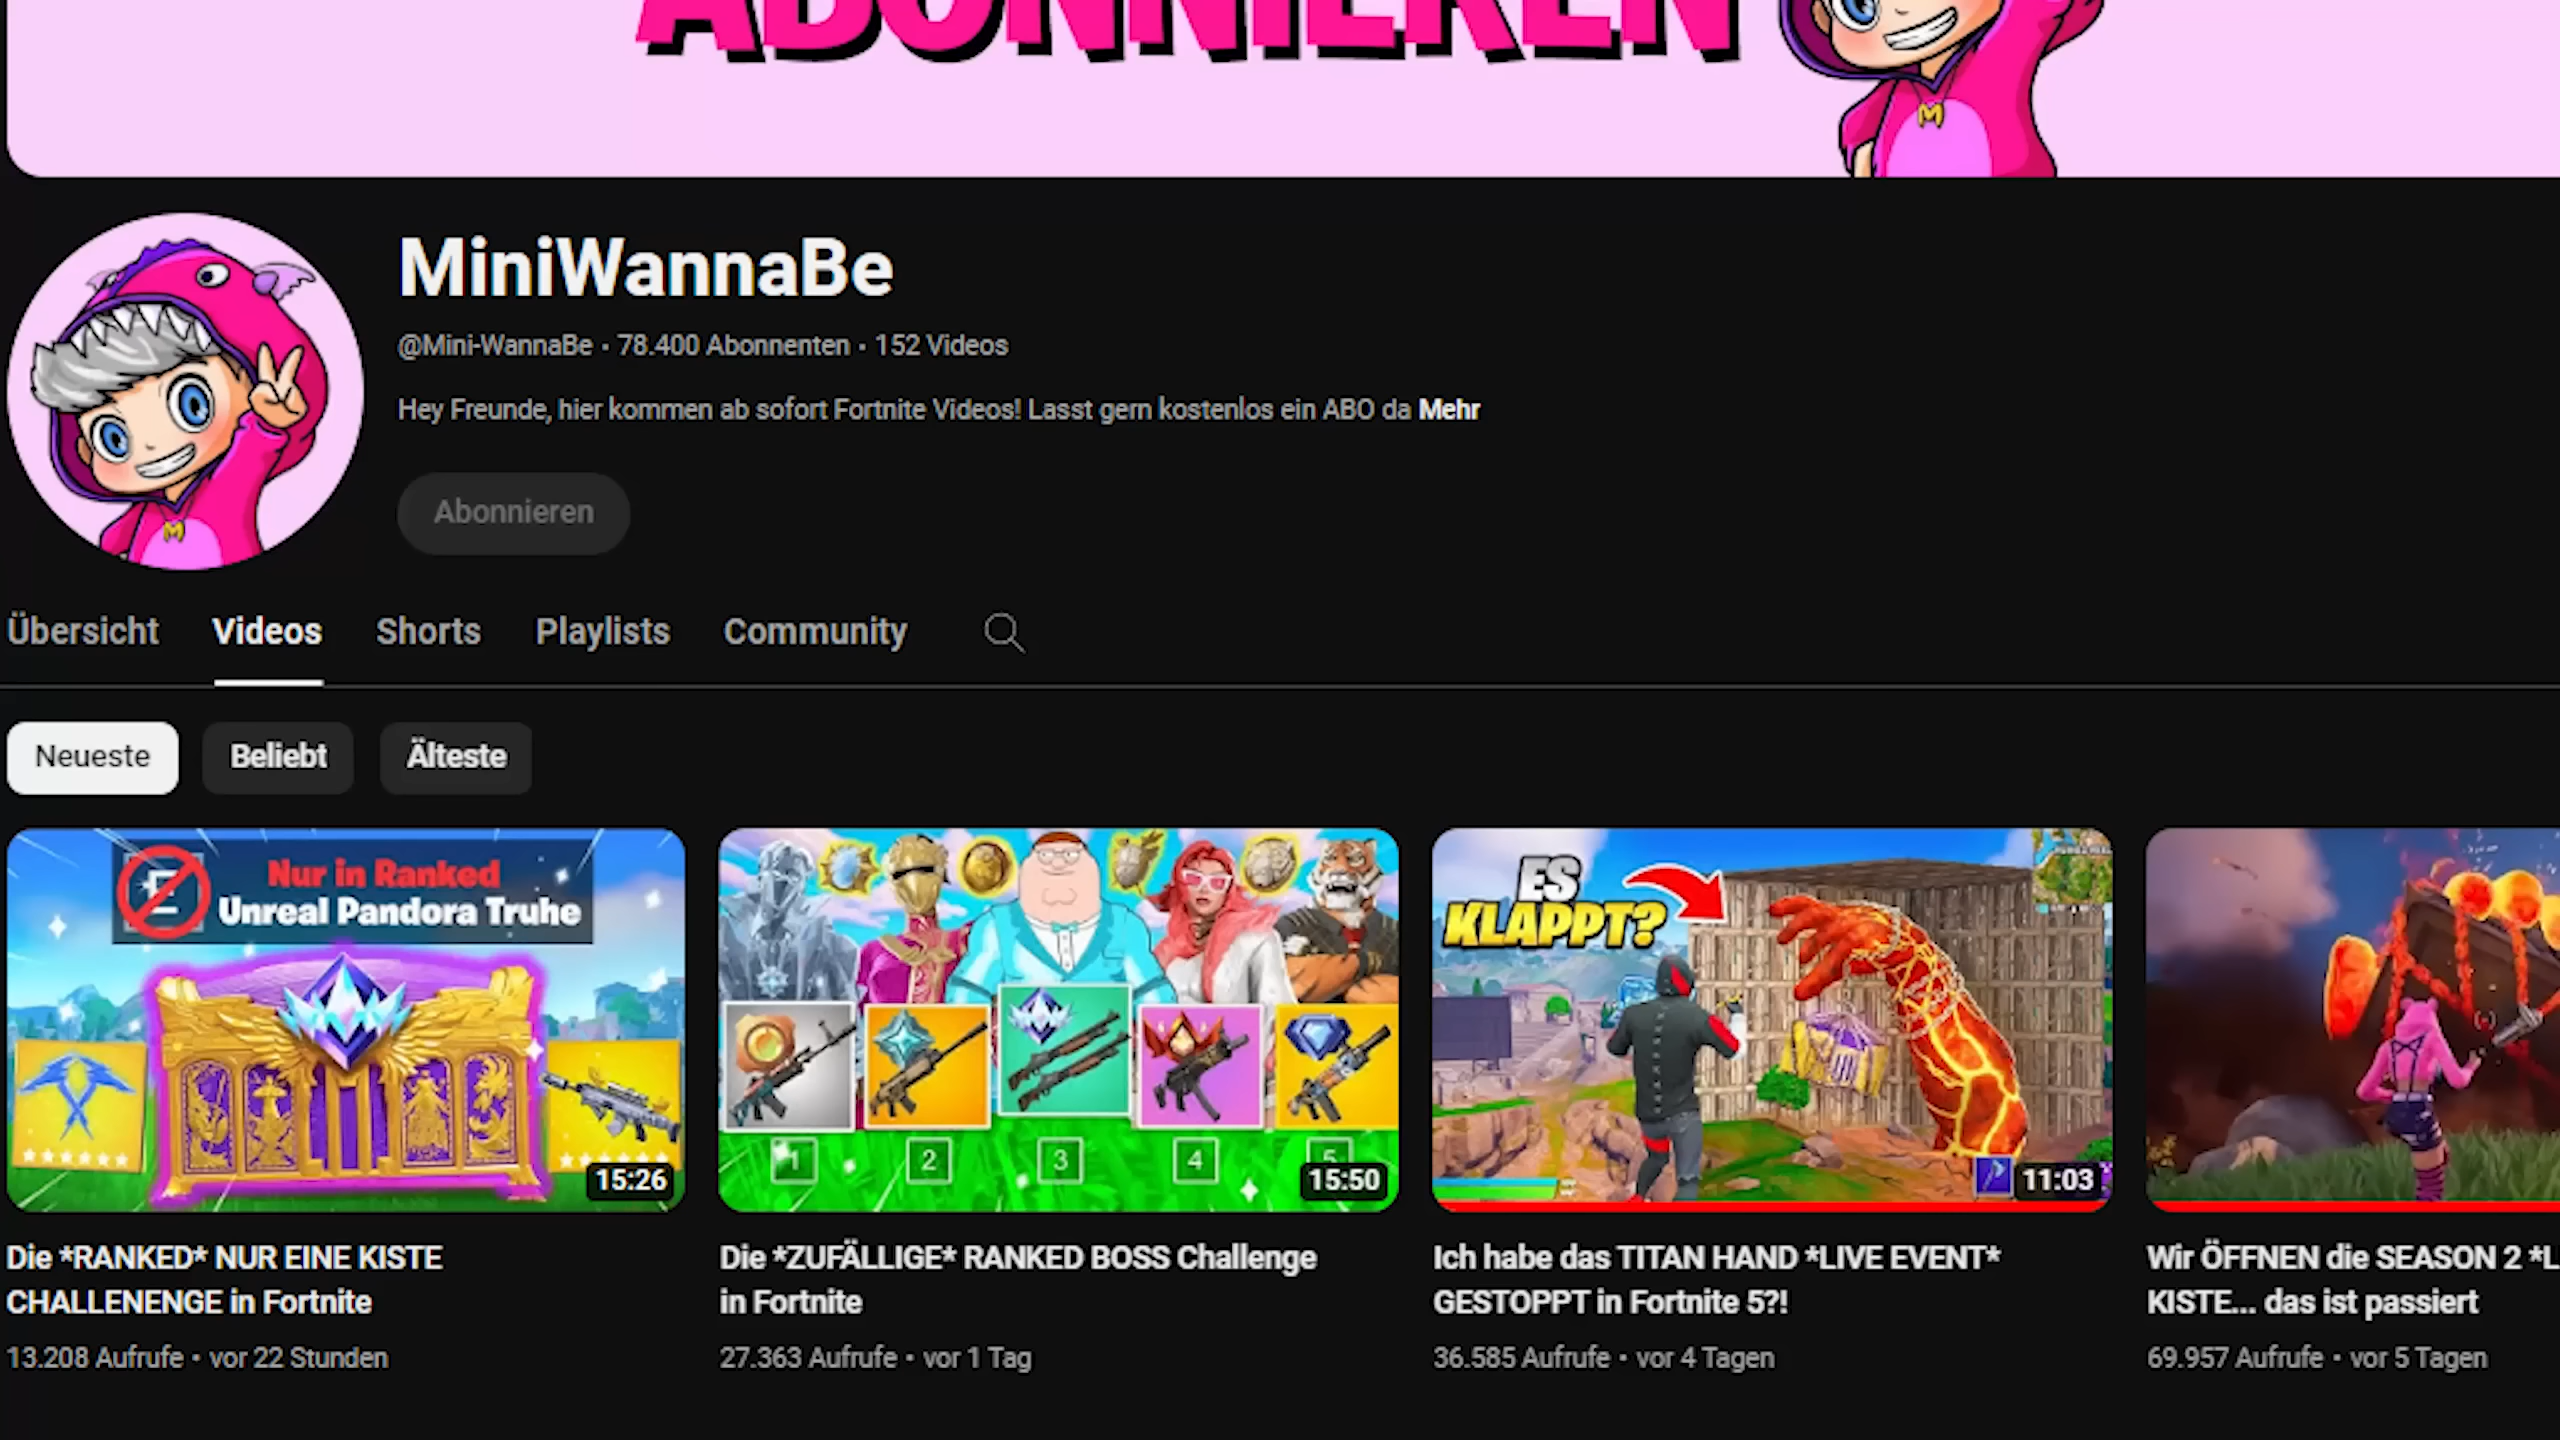 ABONNIEREN
M
MiniWannaBe
@Mini-WannaBe • 78.400 Abonnenten • 152 Videos
Hey Freunde, hier kommen ab sofort Fortnite Videos! Lasst gern kostenlos ein ABO da Mehr
M
Abonnieren
Übersicht Videos Shorts Playlists Community
Neueste Beliebt Älteste
Nur in Ranked
Unreal Pandora Truhe
15:26
1 2 3 4 5
15:50
ES
KLAPPT?
11:03
Die *RANKED* NUR EINE KISTE
CHALLENENGE in Fortnite
13.208 Aufrufe • vor 22 Stunden
Die *ZUFÄLLIGE* RANKED BOSS Challenge
in Fortnite
27.363 Aufrufe • vor 1 Tag
Ich habe das TITAN HAND *LIVE EVENT*
GESTOPPT in Fortnite 5?!
36.585 Aufrufe • vor 4 Tagen
Wir ÖFFNEN die SEASON 2 *L
KISTE... das ist passiert
69.957 Aufrufe • vor 5 Tagen